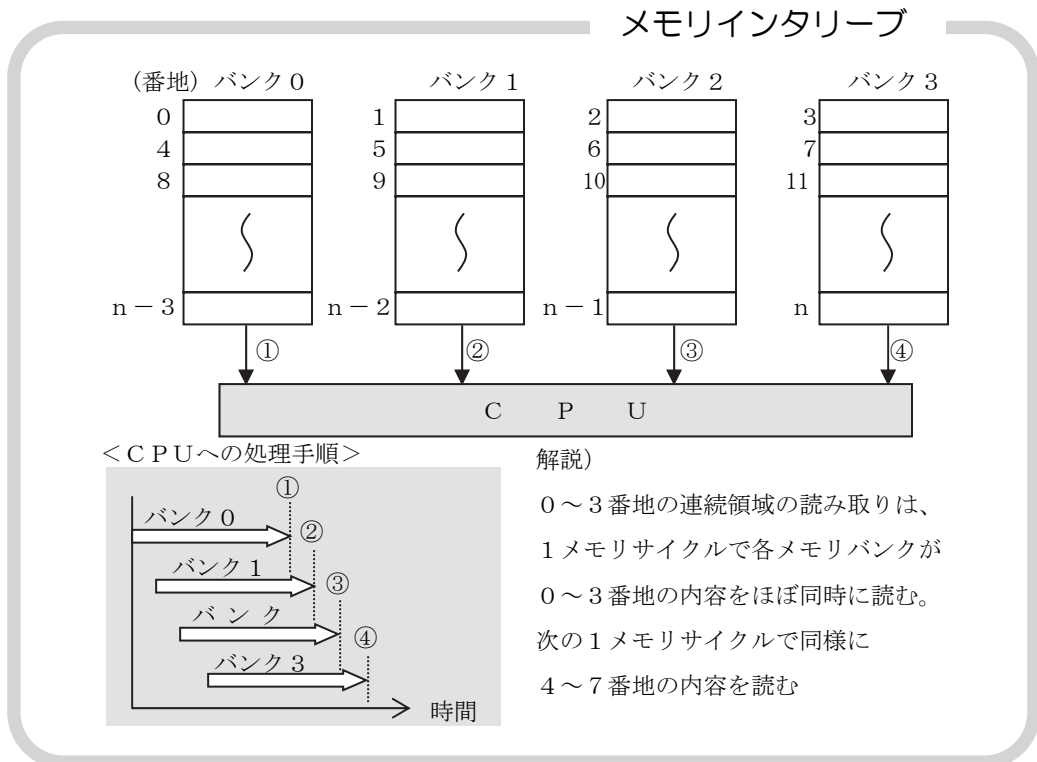 メモリインタリーブ
(番地) バンク0 バンク1 バンク2 バンク3
0 1 2 3
4 5 6 7
8 9 10 11
n－3 n－2 n－1 n
① ② ③ ④
C P U
＜CPUへの処理手順＞
①
バンク0
②
バンク1
③
バンク
④
バンク3
時間
解説)
0～3番地の連続領域の読み取りは、
1メモリサイクルで各メモリバンクが
0～3番地の内容をほぼ同時に読む。
次の1メモリサイクルで同様に
4～7番地の内容を読む